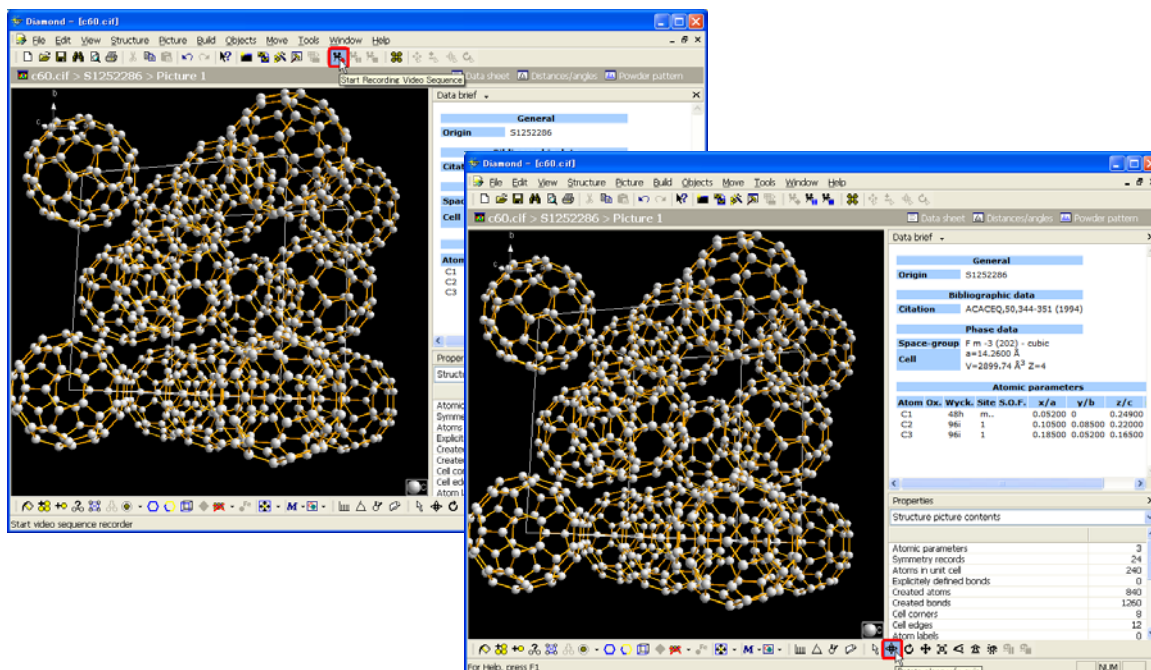 Diamond - [c60.cif]
File Edit View Structure Picture Build Objects Move Tools Window Help
c60.cif > S1252286 > Picture 1
Data sheet Distances/angles Powder pattern
Start Recording Video Sequence
Data brief
General
Origin S1252286
Cell
C1
C2
C3
b
c
Atoms
Created
Created
Start video sequence recorder
Diamond - [c60.cif]
File Edit View Structure Picture Build Objects Move Tools Window Help
c60.cif > S1252286 > Picture 1
Data sheet Distances/angles Powder pattern
b
c
Data brief
General
Origin S1252286
Bibliographic data
Citation ACACEQ,50,344-351 (1994)
Phase data
Space-group F m -3 (202) - cubic
Cell a=14.2600 Å
V=2899.74 Å3 Z=4
Atomic parameters
Atom Ox. Wyck. Site S.O.F. x/a y/b z/c
C1 48h m.. 0.05200 0 0.24900
C2 96i 1 0.10500 0.08500 0.22000
C3 96i 1 0.18500 0.05200 0.16500
Properties
Structure picture contents
Atomic parameters 3
Symmetry records 24
Atoms in unit cell 240
Explicitely defined bonds 0
Created atoms 840
Created bonds 1260
Cell corners 8
Cell edges 12
Atom labels 0
For Help, press F1
NUM